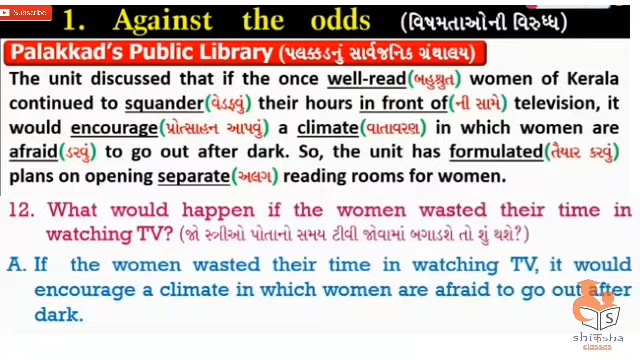 Subscribe
1. Against the odds (વિષમતાઓની વિરુધ્ધ)
Palakkad's Public Library (પલક્કડનું સાર્વજનિક ગ્રંથાલય)
The unit discussed that if the once well-read(બહુશ્રુત) women of Kerala
continued to squander(વેડફવું) their hours in front of(ની સામે) television, it
would encourage(પ્રોત્સાહન આપવું) a climate(વાતાવરણ) in which women are
afraid(ડરવું) to go out after dark. So, the unit has formulated(તૈયાર કરવું)
plans on opening separate(અલગ) reading rooms for women.
12. What would happen if the women wasted their time in
watching TV? (જો સ્ત્રીઓ પોતાનો સમય ટીવી જોવામાં બગાડશે તો શું થશે?)
A. If the women wasted their time in watching TV, it would
encourage a climate in which women are afraid to go out after
dark.
S
shiksha
classes